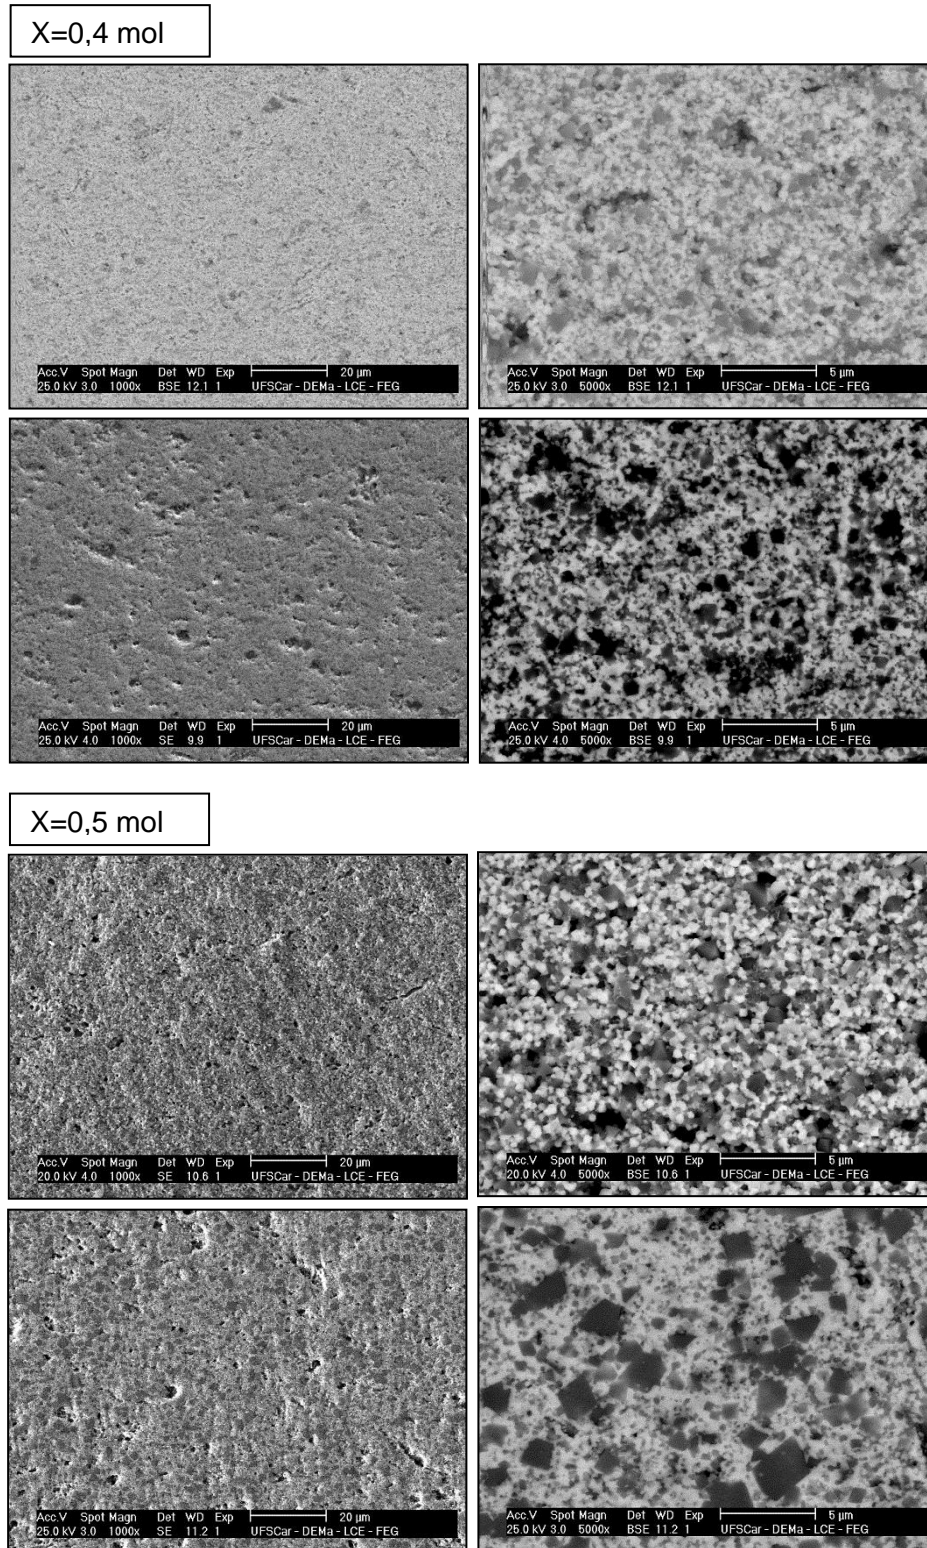 X=0,4 mol
Acc.V Spot Magn Det WD Exp 20 µm
25.0 kV 3.0 1000x BSE 12.1 1 UFSCar - DEMa - LCE - FEG
Acc.V Spot Magn Det WD Exp 5 µm
25.0 kV 3.0 5000x BSE 12.1 1 UFSCar - DEMa - LCE - FEG
Acc.V Spot Magn Det WD Exp 20 µm
25.0 kV 4.0 1000x SE 9.9 1 UFSCar - DEMa - LCE - FEG
Acc.V Spot Magn Det WD Exp 5 µm
25.0 kV 4.0 5000x BSE 9.9 1 UFSCar - DEMa - LCE - FEG
X=0,5 mol
Acc.V Spot Magn Det WD Exp 20 µm
20.0 kV 4.0 1000x SE 10.6 1 UFSCar - DEMa - LCE - FEG
Acc.V Spot Magn Det WD Exp 5 µm
20.0 kV 4.0 5000x BSE 10.6 1 UFSCar - DEMa - LCE - FEG
Acc.V Spot Magn Det WD Exp 20 µm
25.0 kV 3.0 1000x SE 11.2 1 UFSCar - DEMa - LCE - FEG
Acc.V Spot Magn Det WD Exp 5 µm
25.0 kV 3.0 5000x BSE 11.2 1 UFSCar - DEMa - LCE - FEG